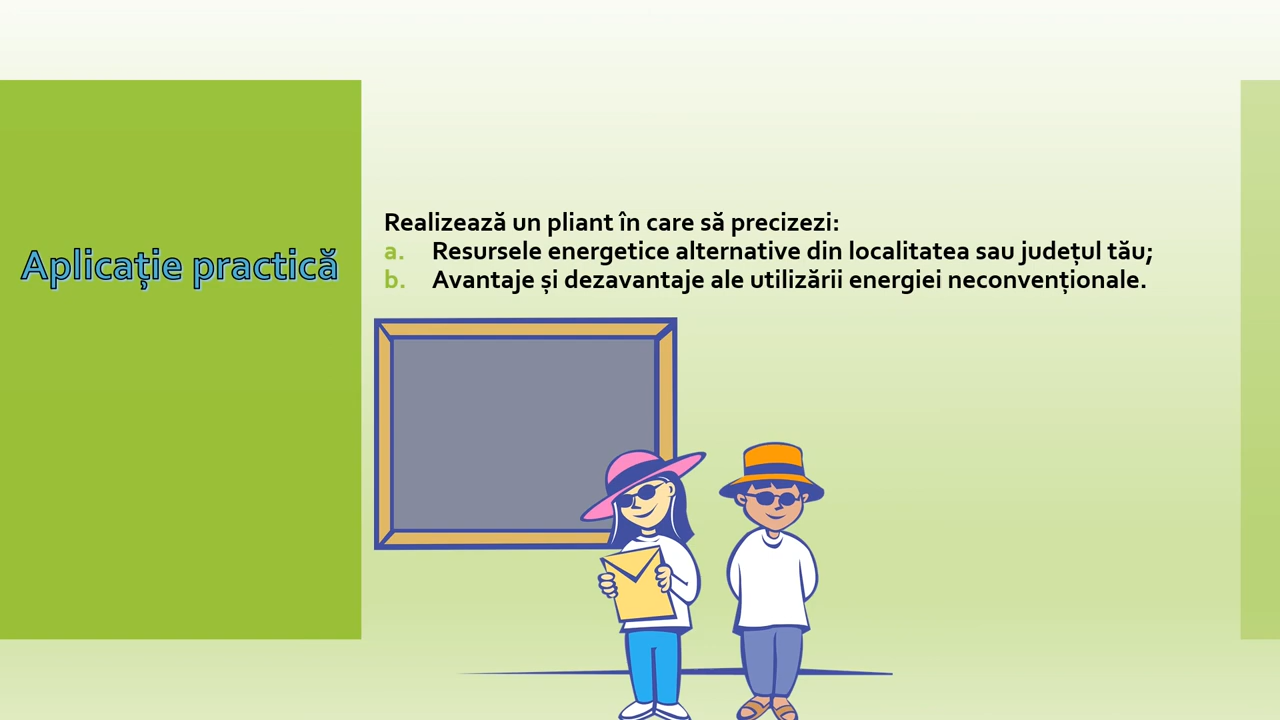 Aplicație practică
Realizează un pliant în care să precizezi:
a. Resursele energetice alternative din localitatea sau județul tău;
b. Avantaje și dezavantaje ale utilizării energiei neconvenționale.